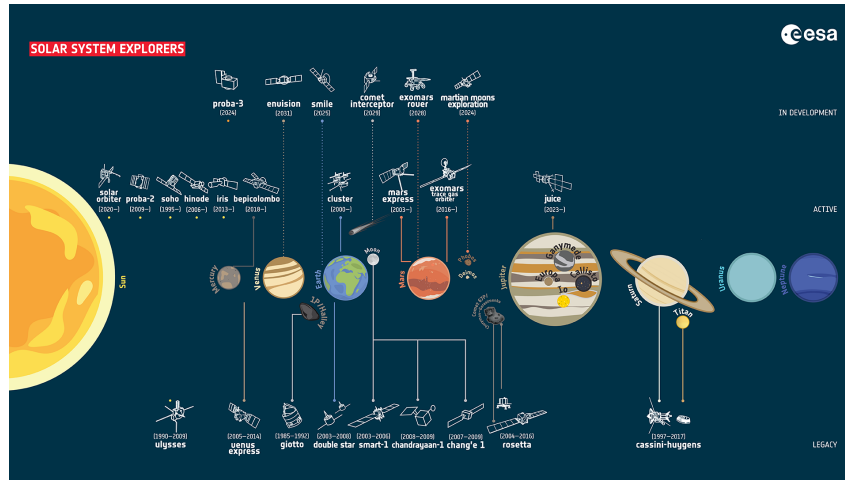 esa
SOLAR SYSTEM EXPLORERS
proba-3
(2024)
envision
(2031)
smile
(2025)
comet
interceptor
(2029)
exomars
rover
(2028)
martian moons
exploration
(2024)
IN DEVELOPMENT
solar
orbiter
(2020–)
proba-2
(2009–)
soho
(1995–)
hinode
(2006–)
iris
(2013–)
bepicolombo
(2018–)
cluster
(2000–)
mars
express
(2003–)
exomars
trace gas
orbiter
(2016–)
juice
(2023–)
ACTIVE
Sun
Mercury
Venus
1P/Halley
Earth
Moon
Mars
Phobos
Deimos
Comet 67P/
Jupiter
Ganymede
Europa
Callisto
Io
Saturn
Titan
Uranus
Neptune
(1990–2009)
ulysses
(2005–2014)
venus
express
(1985–1992)
giotto
(2003–2008)
double star
(2003–2006)
smart-1
(2008–2009)
chandrayaan-1
(2007–2009)
chang'e 1
(2004–2016)
rosetta
(1997–2017)
cassini-huygens
LEGACY